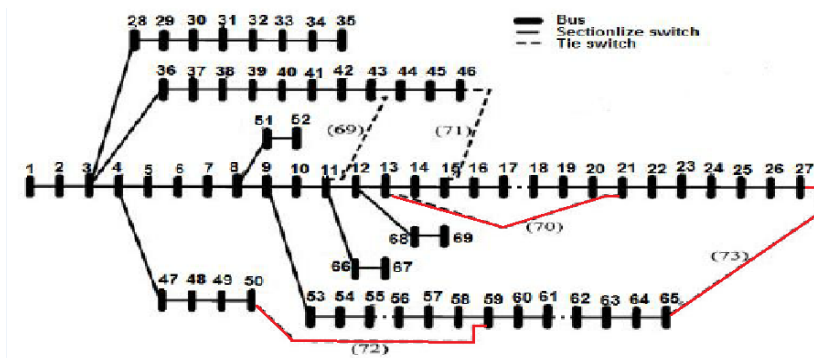 28 29 30 31 32 33 34 35
Bus
Sectionlize switch
Tie switch
36 37 38 39 40 41 42 43 44 45 46
51 52
(69) (71)
1 2 3 4 5 6 7 8 9 10 11 12 13 14 15 16 17 18 19 20 21 22 23 24 25 26 27
(70)
68 69
(73)
66 67
47 48 49 50
53 54 55 56 57 58 59 60 61 62 63 64 65
(72)